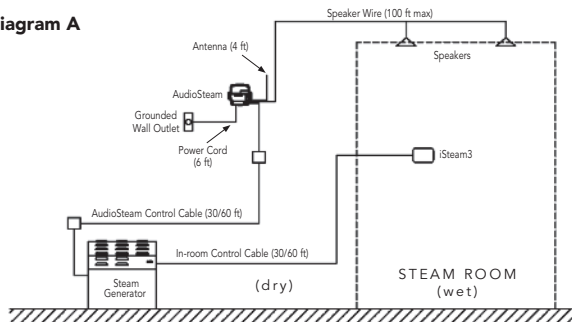 iagram A
Speaker Wire (100 ft max)
Antenna (4 ft)
Speakers
AudioSteam
Grounded
Wall Outlet
Power Cord
(6 ft)
iSteam3
AudioSteam Control Cable (30/60 ft)
In-room Control Cable (30/60 ft)
Steam
Generator
(dry)
STEAM ROOM
(wet)